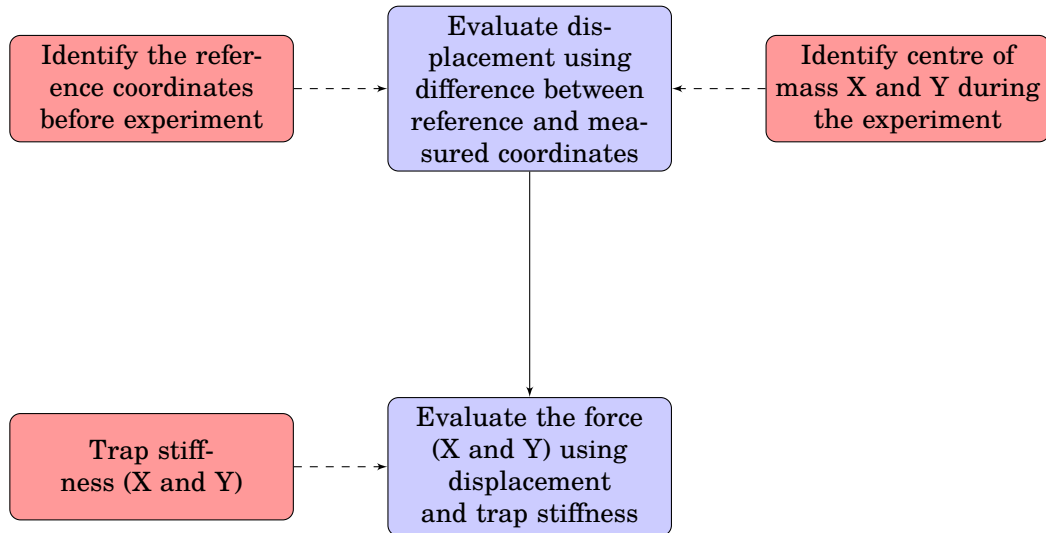 Identify the refer-
ence coordinates
before experiment
Evaluate dis-
placement using
difference between
reference and mea-
sured coordinates
Identify centre of
mass X and Y during
the experiment
Trap stiff-
ness (X and Y)
Evaluate the force
(X and Y) using
displacement
and trap stiffness